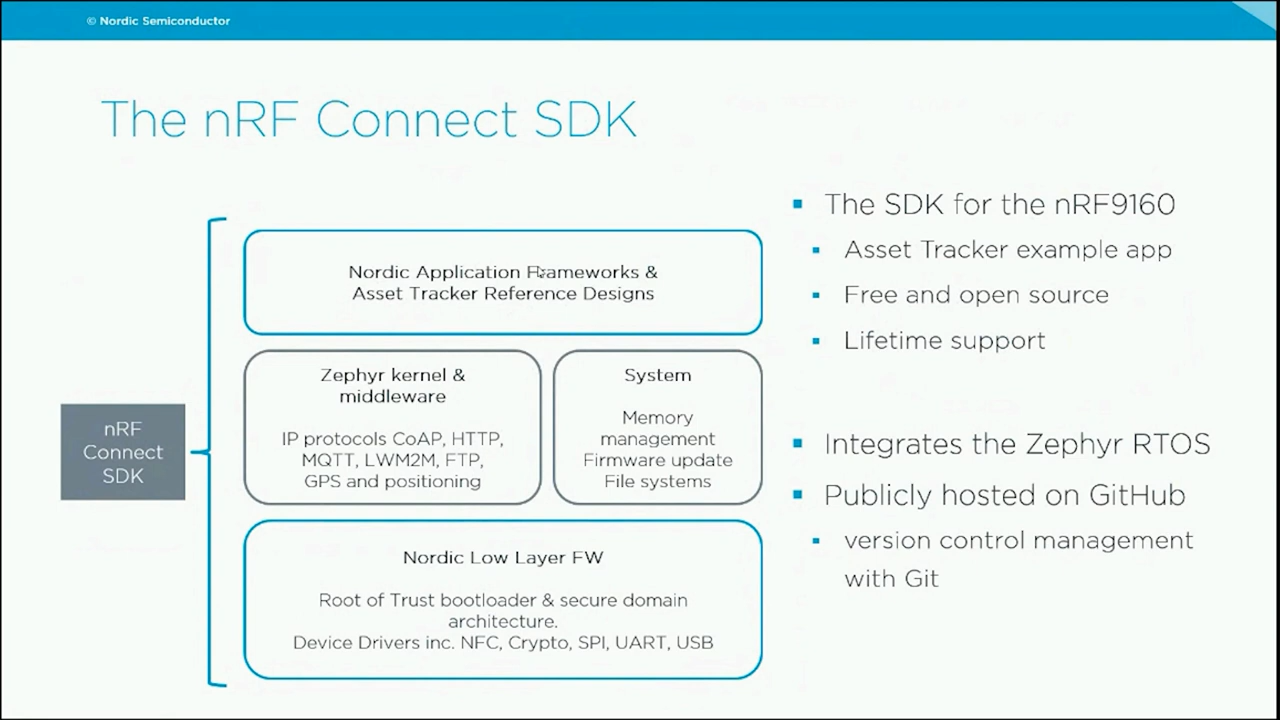 © Nordic Semiconductor
The nRF Connect SDK
nRF
Connect
SDK
Nordic Application Frameworks &
Asset Tracker Reference Designs
Zephyr kernel &
middleware
IP protocols CoAP, HTTP,
MQTT, LWM2M, FTP,
GPS and positioning
System
Memory
management
Firmware update
File systems
Nordic Low Layer FW
Root of Trust bootloader & secure domain
architecture.
Device Drivers inc. NFC, Crypto, SPI, UART, USB
The SDK for the nRF9160
Asset Tracker example app
Free and open source
Lifetime support
Integrates the Zephyr RTOS
Publicly hosted on GitHub
version control management
with Git